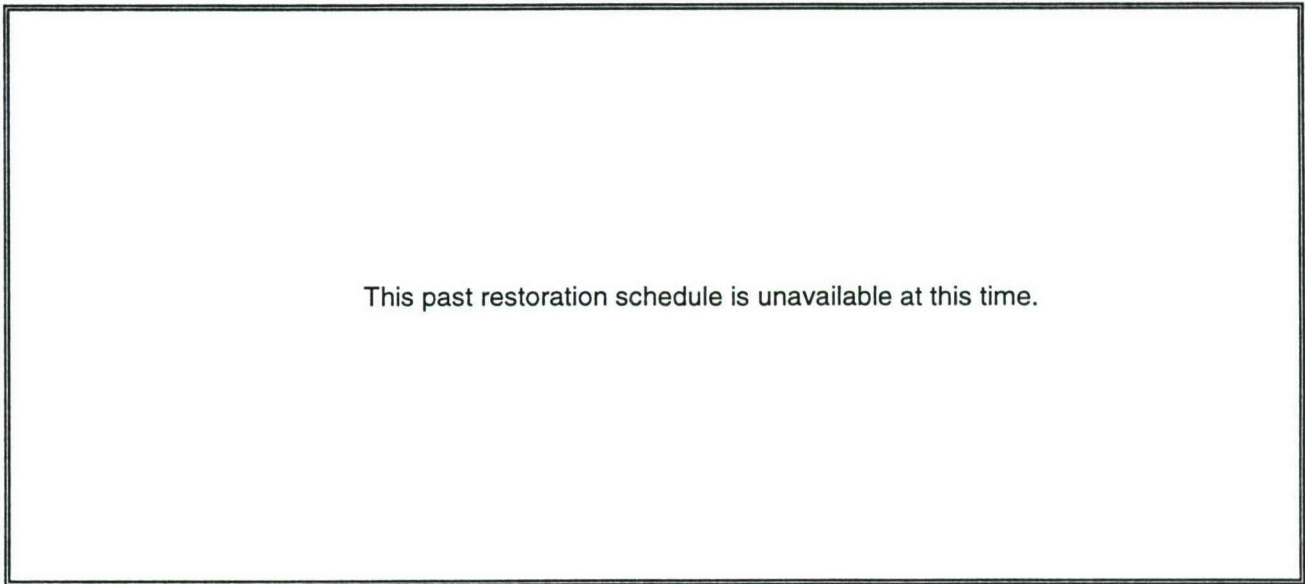 This past restoration schedule is unavailable at this time.